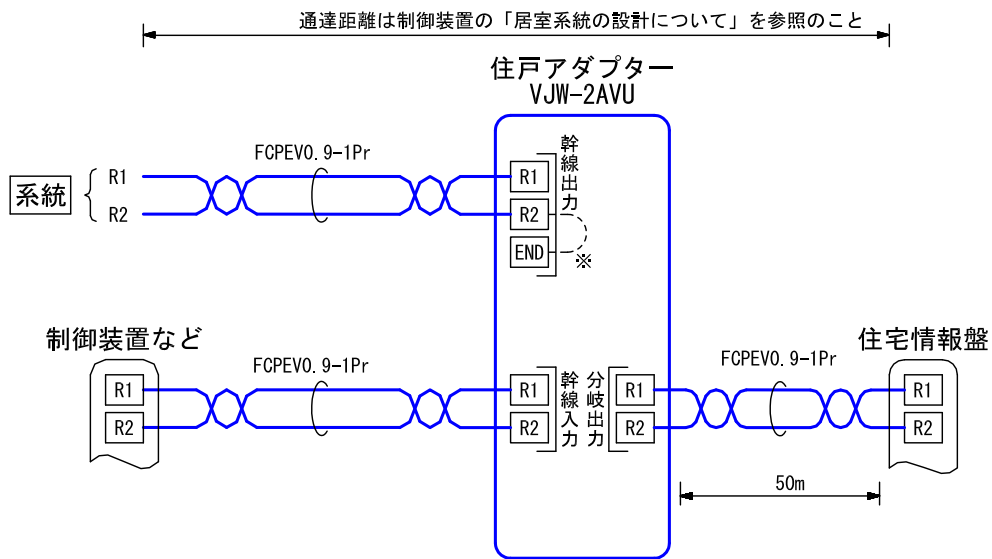 通達距離は制御装置の「居室系統の設計について」を参照のこと
住戸アダプター
VJW-2AVU
FCPEV0.9-1Pr
幹線出力
系統
R1
R2
R1
R2
END
※
制御装置など
住宅情報盤
FCPEV0.9-1Pr
FCPEV0.9-1Pr
R1
R2
R1
R2
幹線入力
分岐出力
R1
R2
R1
R2
50m